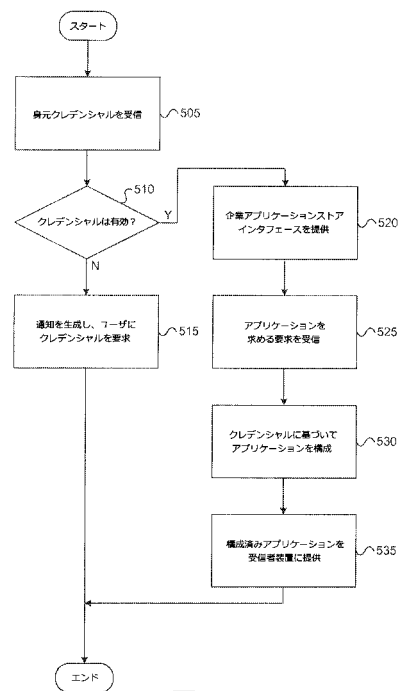 スタート
身元クレデンシャルを受信
505
510
クレデンシャルは有効?
Y
N
通知を生成し、ユーザに
クレデンシャルを要求
515
企業アプリケーションストア
インタフェースを提供
520
アプリケーションを
求める要求を受信
525
クレデンシャルに基づいて
アプリケーションを構成
530
構成済みアプリケーションを
受信者装置に提供
535
エンド